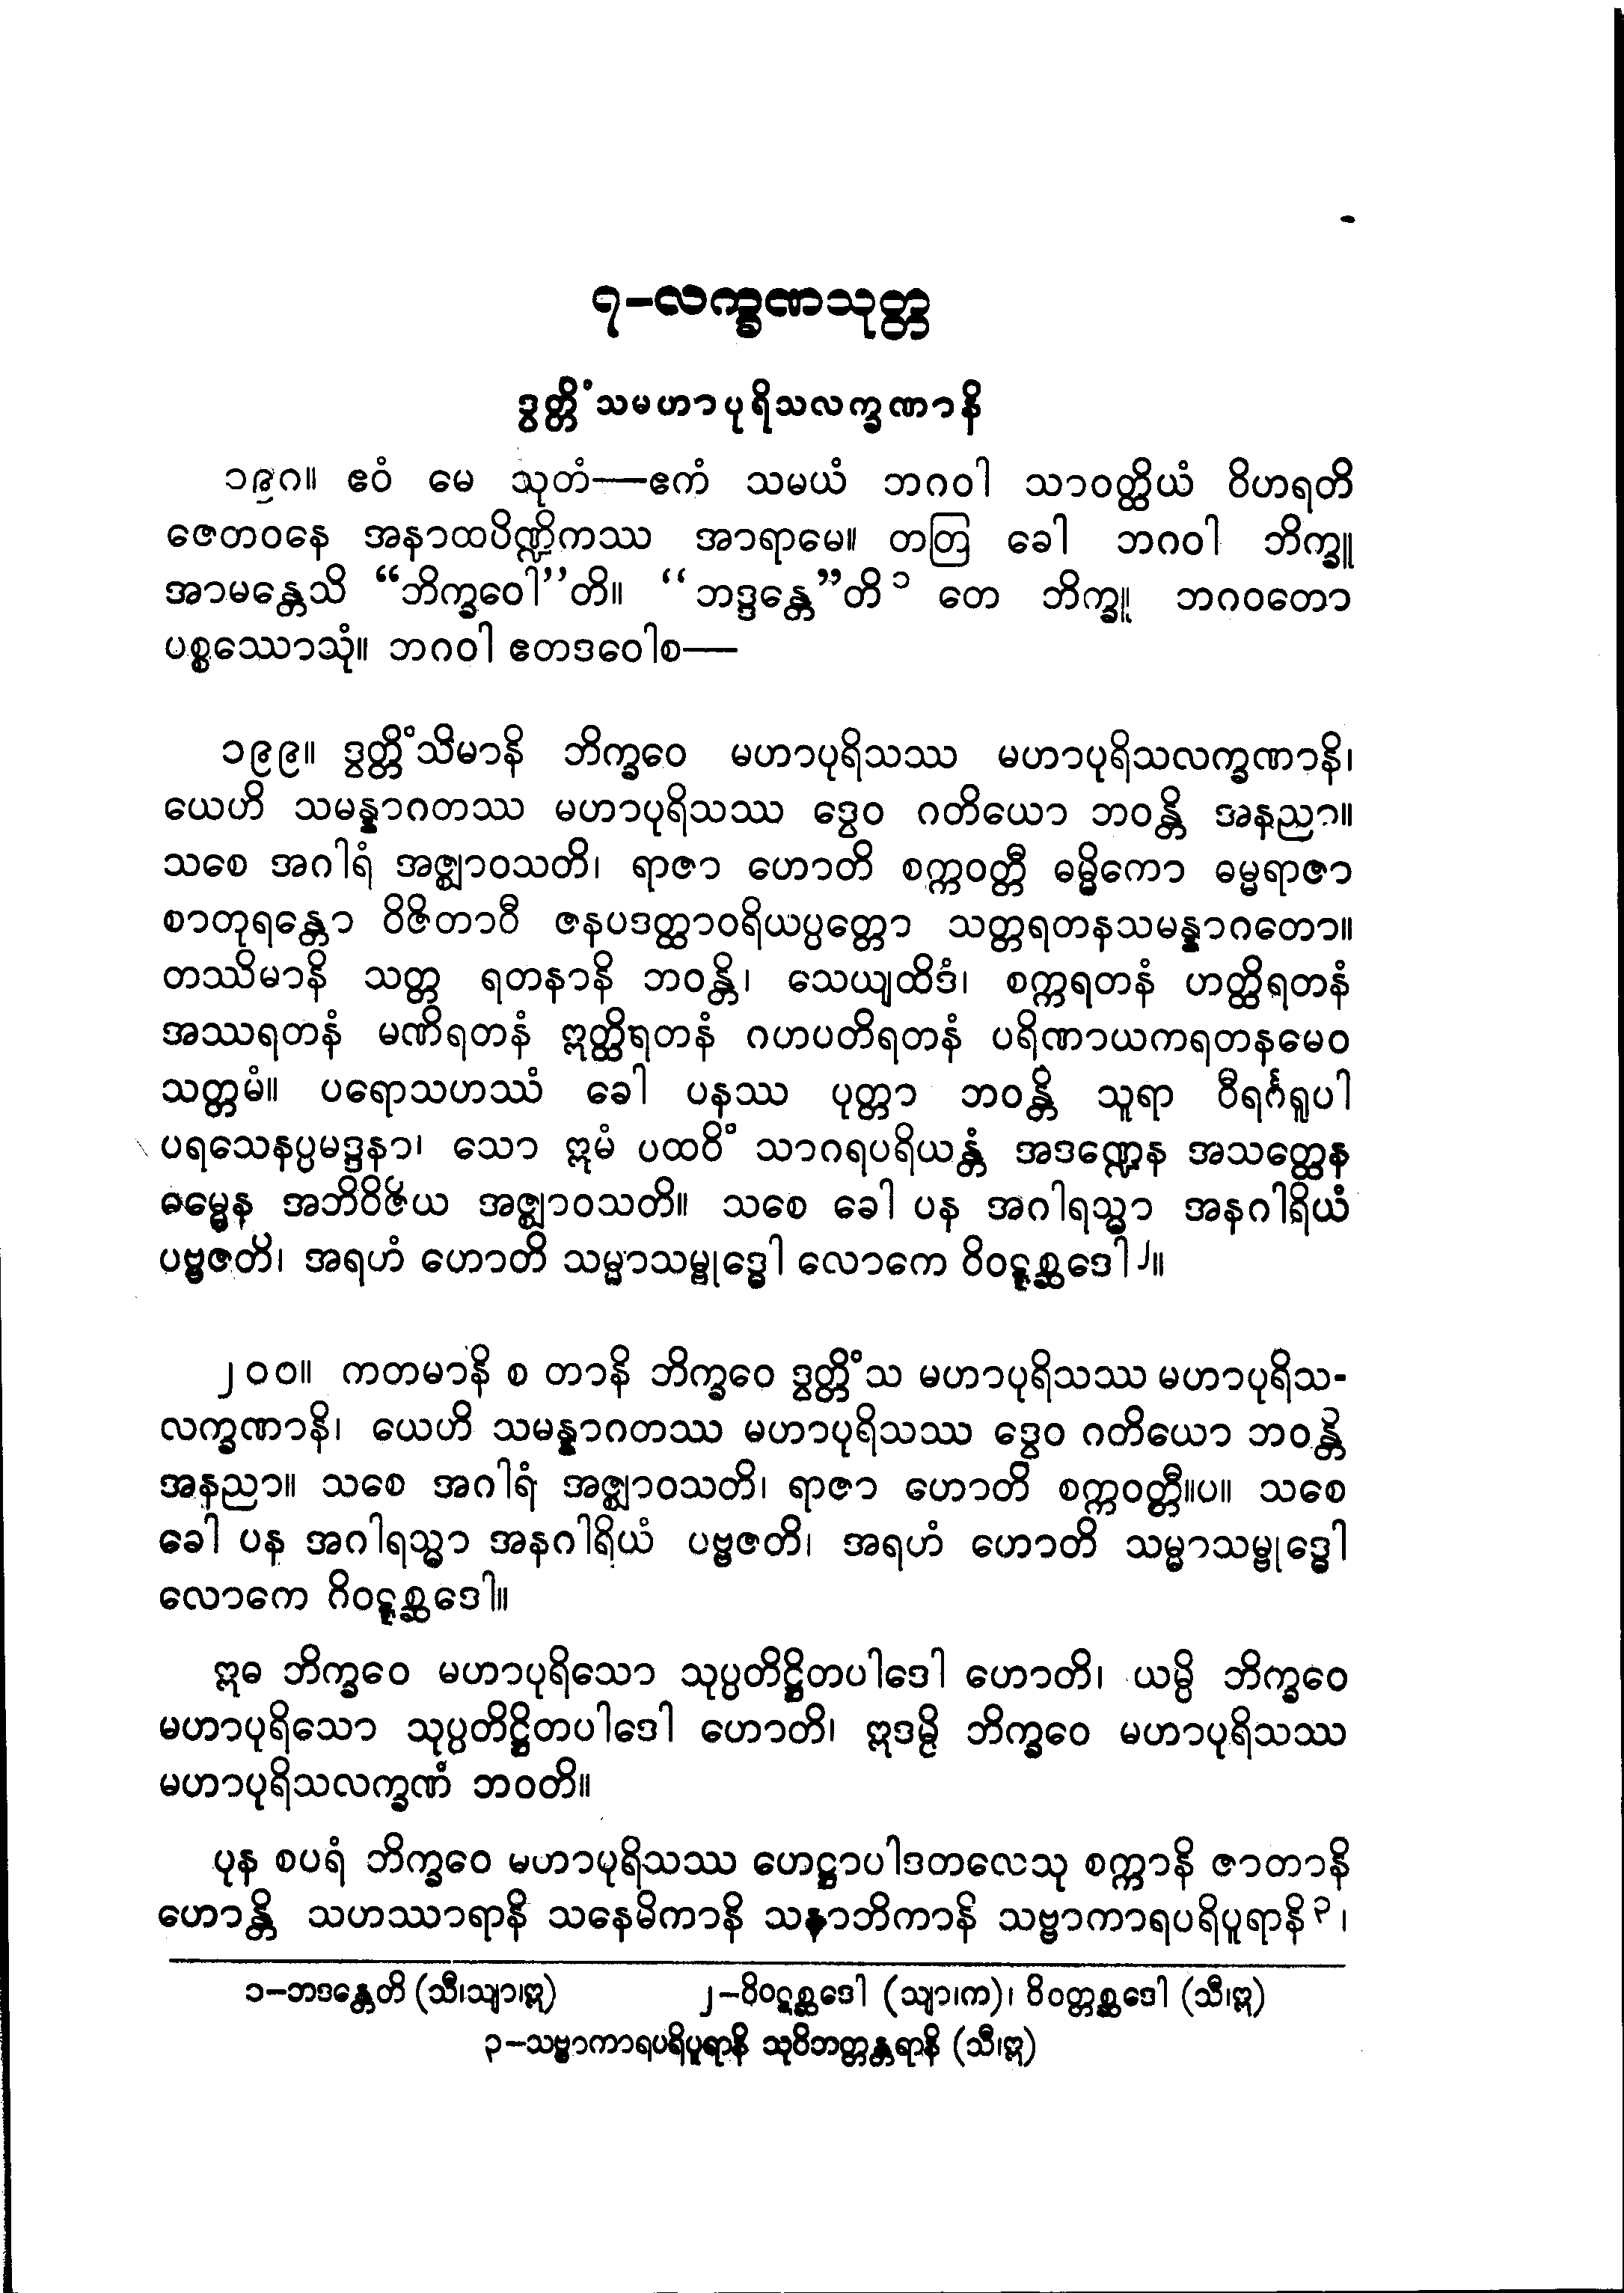 ၇–လက္ခဏသုတ္တ
ဒွတ္တိံသမဟာပုရိသလက္ခဏာနိ
၁၉၈။ ဧဝံ မေ သုတံ—ဧကံ သမယံ ဘဂဝါ သာဝတ္ထိယံ ဝိဟရတိ
ဇေတဝနေ အနာထပိဏ္ဍိကဿ အာရာမေ။ တတြ ခေါ ဘဂဝါ ဘိက္ခူ
အာမန္တေသိ “ဘိက္ခဝေါ”တိ။ “ဘဒ္ဒန္တေ”တိ ၁ တေ ဘိက္ခူ ဘဂဝတော
ပစ္စဿောသုံ။ ဘဂဝါ ဧတဒဝေါစ—
၁၉၉။ ဒွတ္တိံသိမာနိ ဘိက္ခဝေ မဟာပုရိသဿ မဟာပုရိသလက္ခဏာနိ၊
ယေဟိ သမန္နာဂတဿ မဟာပုရိသဿ ဒွေဝ ဂတိယော ဘဝန္တိ အနညာ။
သစေ အဂါရံ အဇ္ဈာဝသတိ၊ ရာဇာ ဟောတိ စက္ကဝတ္တီ ဓမ္မိကော ဓမ္မရာဇာ
စာတုရန္တော ဝိဇိတာဝီ ဇနပဒတ္ထာဝရိယပ္ပတ္တော သတ္တရတနသမန္နာဂတော။
တဿိမာနိ သတ္တ ရတနာနိ ဘဝန္တိ၊ သေယျထိဒံ၊ စက္ကရတနံ ဟတ္ထိရတနံ
အဿရတနံ မဏိရတနံ ဣတ္ထိရတနံ ဂဟပတိရတနံ ပရိဏာယကရတနမေဝ
သတ္တမံ။ ပရောသဟဿံ ခေါ ပနဿ ပုတ္တာ ဘဝန္တိ သူရာ ဝီရင်္ဂရူပါ
ပရသေနပ္ပမဒ္ဒနာ၊ သော ဣမံ ပထဝိံ သာဂရပရိယန္တံ အဒဏ္ဍေန အသတ္ထေန
ဓမ္မေန အဘိဝိဇိယ အဇ္ဈာဝသတိ။ သစေ ခေါ ပန အဂါရသ္မာ အနဂါရိယံ
ပဗ္ဗဇတိ၊ အရဟံ ဟောတိ သမ္မာသမ္ဗုဒ္ဓေါ လောကေ ဝိဝဋ္ဋစ္ဆဒေါ ၂။
၂၀၀။ ကတမာနိ စ တာနိ ဘိက္ခဝေ ဒွတ္တိံသ မဟာပုရိသဿ မဟာပုရိသ-
လက္ခဏာနိ၊ ယေဟိ သမန္နာဂတဿ မဟာပုရိသဿ ဒွေဝ ဂတိယော ဘဝန္တိ
အနညာ။ သစေ အဂါရံ အဇ္ဈာဝသတိ၊ ရာဇာ ဟောတိ စက္ကဝတ္တီ။ပ။ သစေ
ခေါ ပန အဂါရသ္မာ အနဂါရိယံ ပဗ္ဗဇတိ၊ အရဟံ ဟောတိ သမ္မာသမ္ဗုဒ္ဓေါ
လောကေ ဝိဝဋ္ဋစ္ဆဒေါ။
ဣဓ ဘိက္ခဝေ မဟာပုရိသော သုပ္ပတိဋ္ဌိတပါဒေါ ဟောတိ၊ ယမ္ပိ ဘိက္ခဝေ
မဟာပုရိသော သုပ္ပတိဋ္ဌိတပါဒေါ ဟောတိ၊ ဣဒမ္ပိ ဘိက္ခဝေ မဟာပုရိသဿ
မဟာပုရိသလက္ခဏံ ဘဝတိ။
ပုန စပရံ ဘိက္ခဝေ မဟာပုရိသဿ ဟေဋ္ဌာပါဒတလေသု စက္ကာနိ ဇာတာနိ
ဟောန္တိ သဟဿာရာနိ သနေမိကာနိ သနာဘိကာနိ သဗ္ဗာကာရပရိပူရာနိ ၃၊
၁–ဘဒန္တေတိ (သီ၊သျာ၊ဣ) ၂–ဝိဝဋစ္ဆဒေါ (သျာ၊က)၊ ဝိဝတ္တစ္ဆဒေါ (သီ၊ဣ)
၃–သဗ္ဗာကာရပရိပူရာနိ သုဝိဘတ္တန္တရာနိ (သီ၊ဣ)